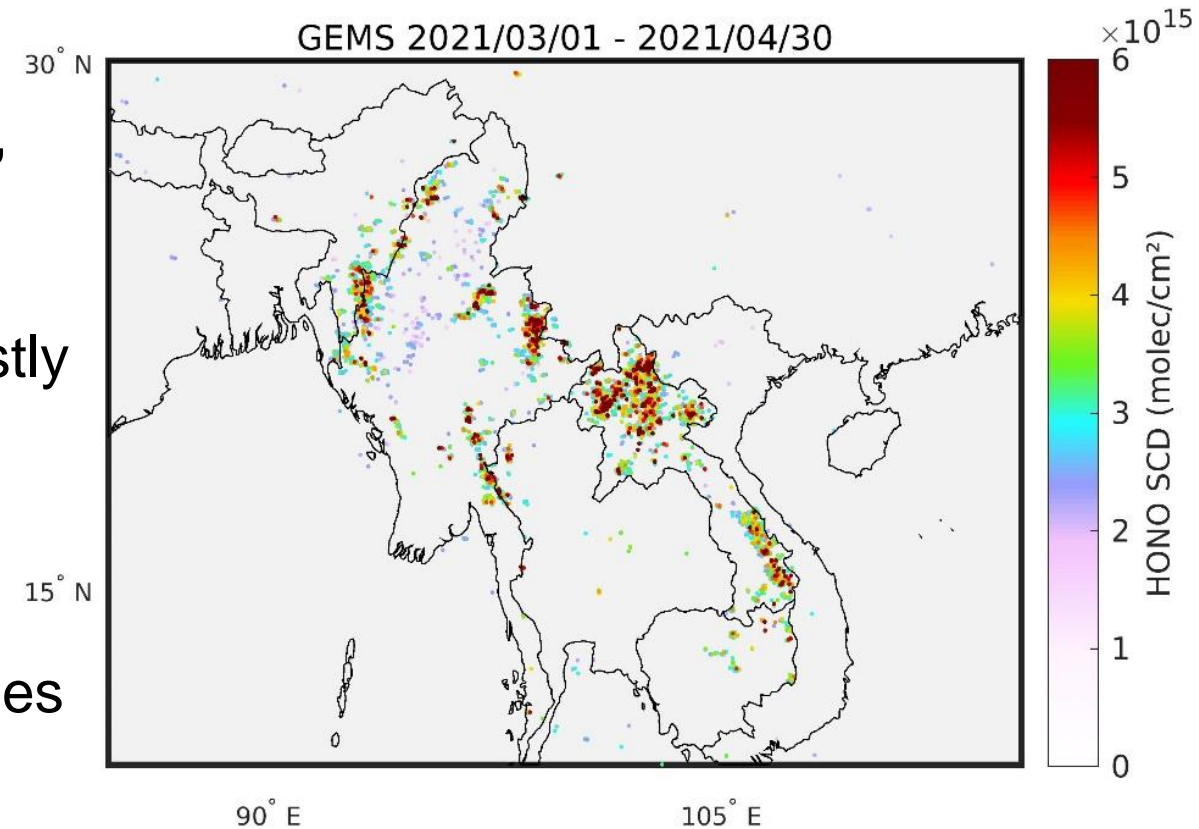 GEMS 2021/03/01 - 2021/04/30
×10¹⁵
30° N
15° N
90° E
105° E
6
5
4
3
2
1
0
HONO SCD (molec/cm²)
,
stly
es